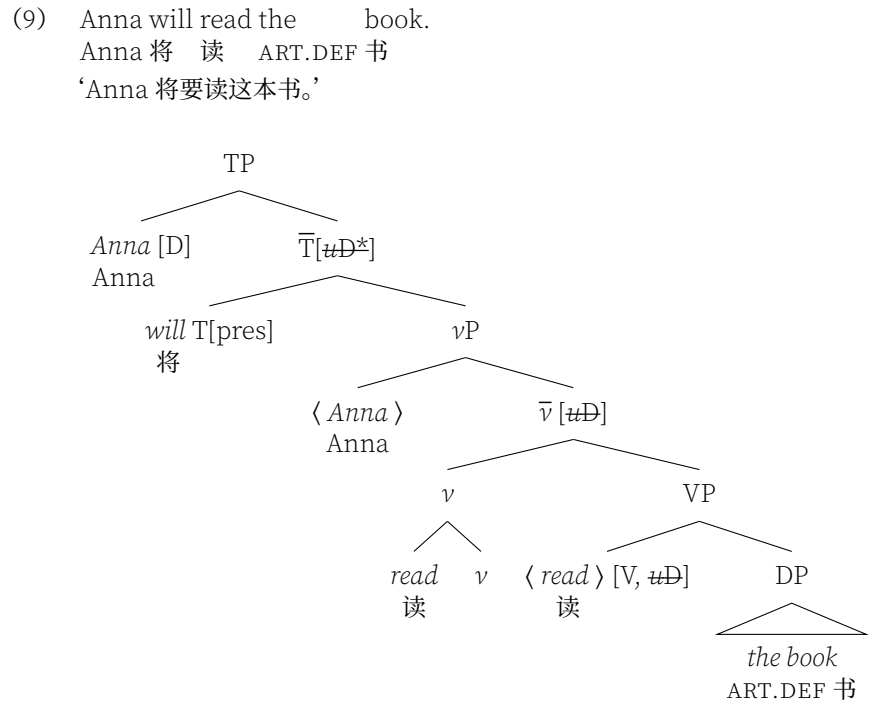 (9) Anna will read the book.
Anna 将 读 ART.DEF 书
‘Anna 将要读这本书。’
TP
Anna [D] T̅[uD*]
Anna
will T[pres] vP
将
〈 Anna 〉 v̅ [uD]
Anna
v VP
read v 〈 read 〉 [V, uD] DP
读 读
the book
ART.DEF 书